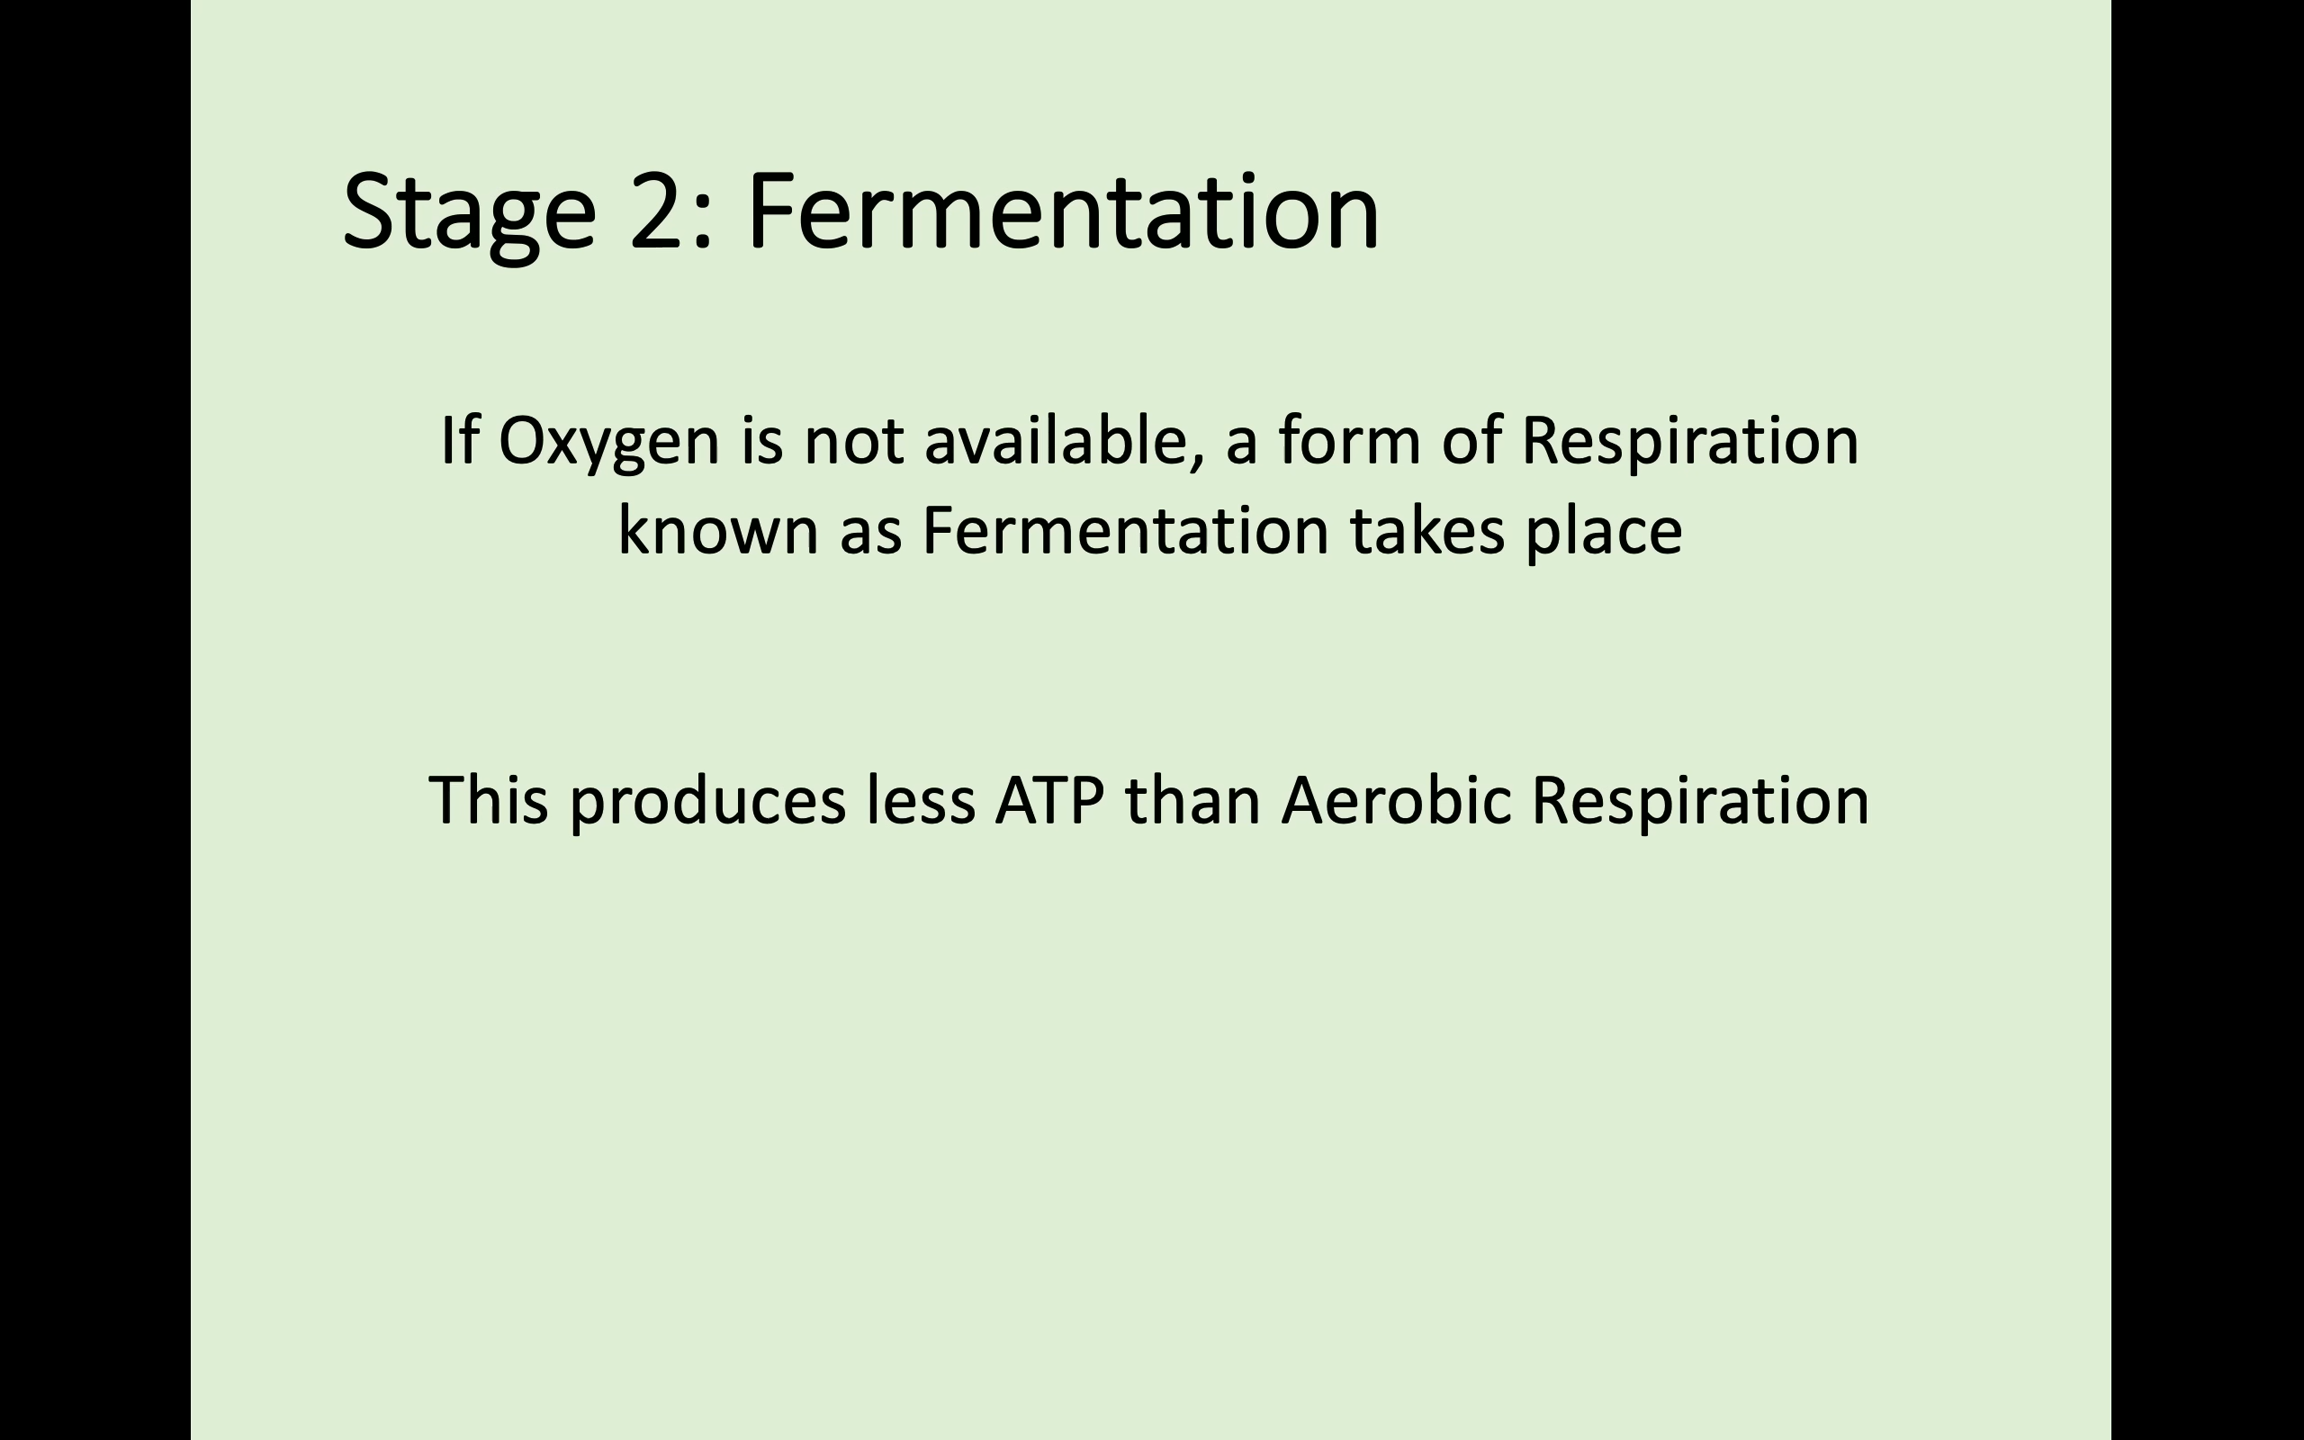 Stage 2: Fermentation
If Oxygen is not available, a form of Respiration
known as Fermentation takes place
This produces less ATP than Aerobic Respiration